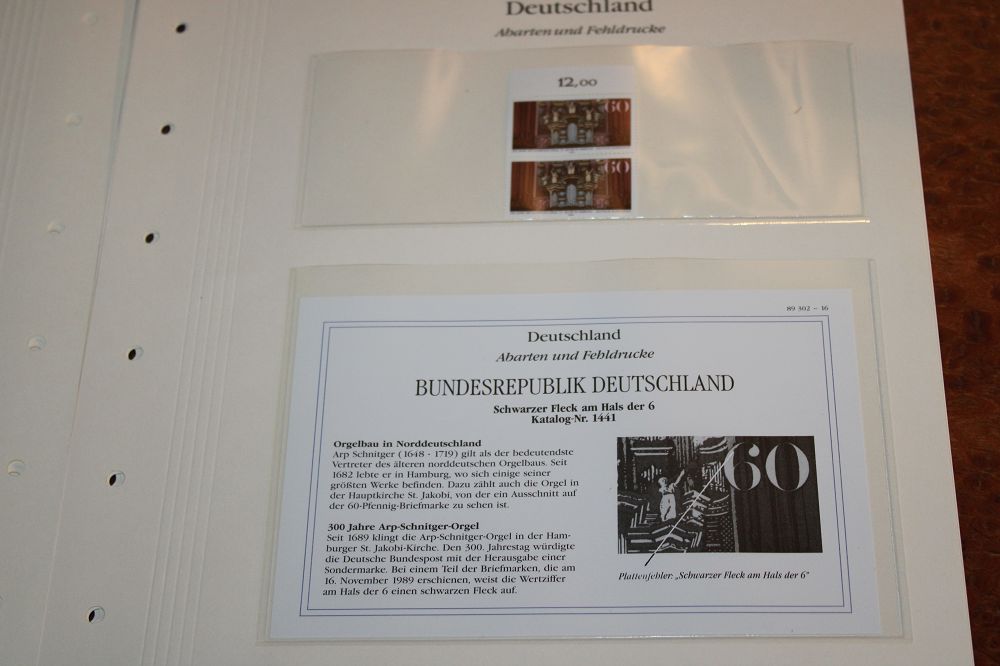 Deutschland
Abarten und Fehldrucke
12,00
60
60
89 302 – 16
Deutschland
Abarten und Fehldrucke
BUNDESREPUBLIK DEUTSCHLAND
Schwarzer Fleck am Hals der 6
Katalog-Nr. 1441
Orgelbau in Norddeutschland
Arp Schnitger (1648 - 1719) gilt als der bedeutendste
Vertreter des älteren norddeutschen Orgelbaus. Seit
1682 lebte er in Hamburg, wo sich einige seiner
größten Werke befinden. Dazu zählt auch die Orgel in
der Hauptkirche St. Jakobi, von der ein Ausschnitt auf
der 60-Pfennig-Briefmarke zu sehen ist.
300 Jahre Arp-Schnitger-Orgel
Seit 1689 klingt die Arp-Schnitger-Orgel in der Ham-
burger St. Jakobi-Kirche. Den 300. Jahrestag würdigte
die Deutsche Bundespost mit der Herausgabe einer
Sondermarke. Bei einem Teil der Briefmarken, die am
16. November 1989 erschienen, weist die Wertziffer
am Hals der 6 einen schwarzen Fleck auf.
60
Plattenfehler: „Schwarzer Fleck am Hals der 6"